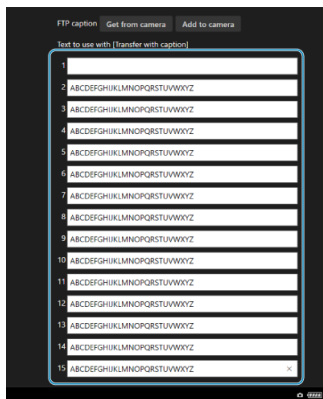 FTP caption Get from camera Add to camera
Text to use with [Transfer with caption]
1
2 ABCDEFGHIJKLMNOPQRSTUVWXYZ
3 ABCDEFGHIJKLMNOPQRSTUVWXYZ
4 ABCDEFGHIJKLMNOPQRSTUVWXYZ
5 ABCDEFGHIJKLMNOPQRSTUVWXYZ
6 ABCDEFGHIJKLMNOPQRSTUVWXYZ
7 ABCDEFGHIJKLMNOPQRSTUVWXYZ
8 ABCDEFGHIJKLMNOPQRSTUVWXYZ
9 ABCDEFGHIJKLMNOPQRSTUVWXYZ
10 ABCDEFGHIJKLMNOPQRSTUVWXYZ
11 ABCDEFGHIJKLMNOPQRSTUVWXYZ
12 ABCDEFGHIJKLMNOPQRSTUVWXYZ
13 ABCDEFGHIJKLMNOPQRSTUVWXYZ
14 ABCDEFGHIJKLMNOPQRSTUVWXYZ
15 ABCDEFGHIJKLMNOPQRSTUVWXYZ